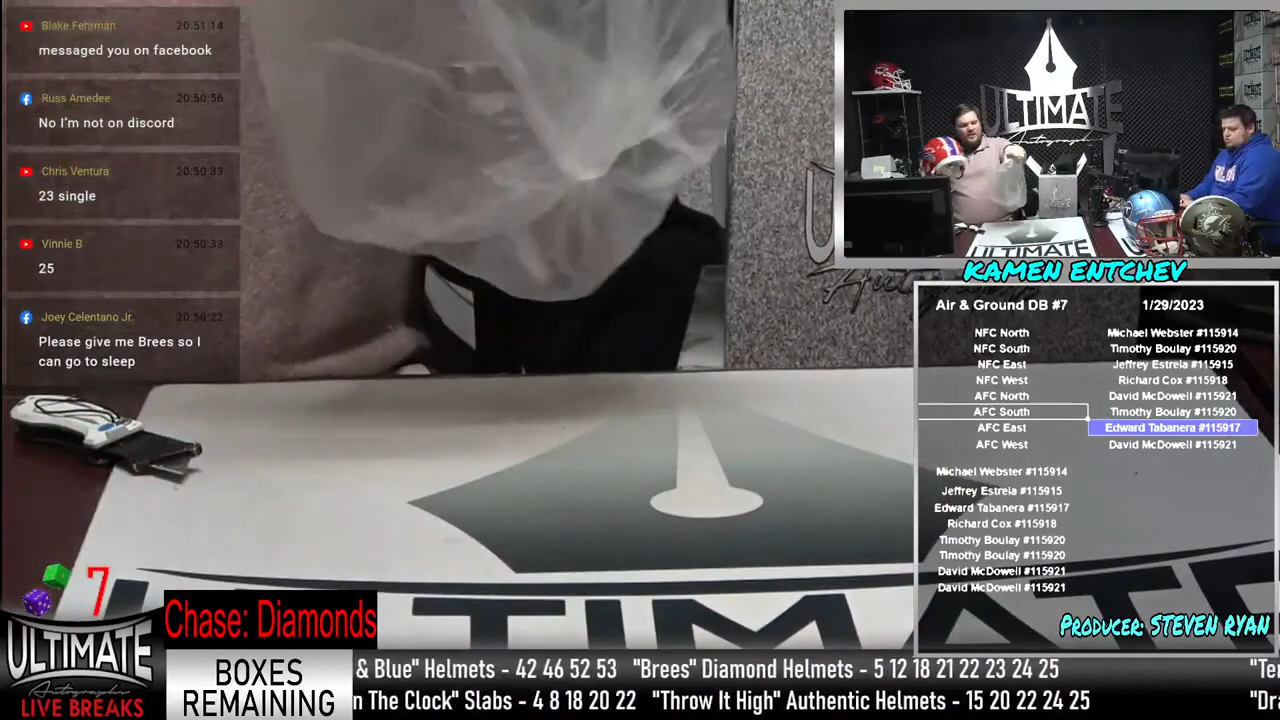 Blake Fehrman 20:51:14
messaged you on facebook
Russ Amedee 20:50:56
No I'm not on discord
Chris Ventura 20:50:33
23 single
Vinnie B 20:50:33
25
Joey Celentano Jr. 20:50:22
Please give me Brees so I
can go to sleep
ULTIMATE
Autographs
ULTIMATE
KAMEN ENTCHEV
Air & Ground DB #7 1/29/2023
NFC North Michael Webster #115914
NFC South Timothy Boulay #115920
NFC East Jeffrey Estrela #115915
NFC West Richard Cox #115918
AFC North David McDowell #115921
AFC South Timothy Boulay #115920
AFC East Edward Tabanera #115917
AFC West David McDowell #115921
Michael Webster #115914
Jeffrey Estrela #115915
Edward Tabanera #115917
Richard Cox #115918
Timothy Boulay #115920
Timothy Boulay #115920
David McDowell #115921
David McDowell #115921
Producer: STEVEN RYAN
ULTIMATE
7
ULTIMATE
Autographs
LIVE BREAKS
Chase: Diamonds
BOXES
REMAINING
& Blue" Helmets - 42 46 52 53 "Brees" Diamond Helmets - 5 12 18 21 22 23 24 25
n The Clock" Slabs - 4 8 18 20 22 "Throw It High" Authentic Helmets - 15 20 22 24 25